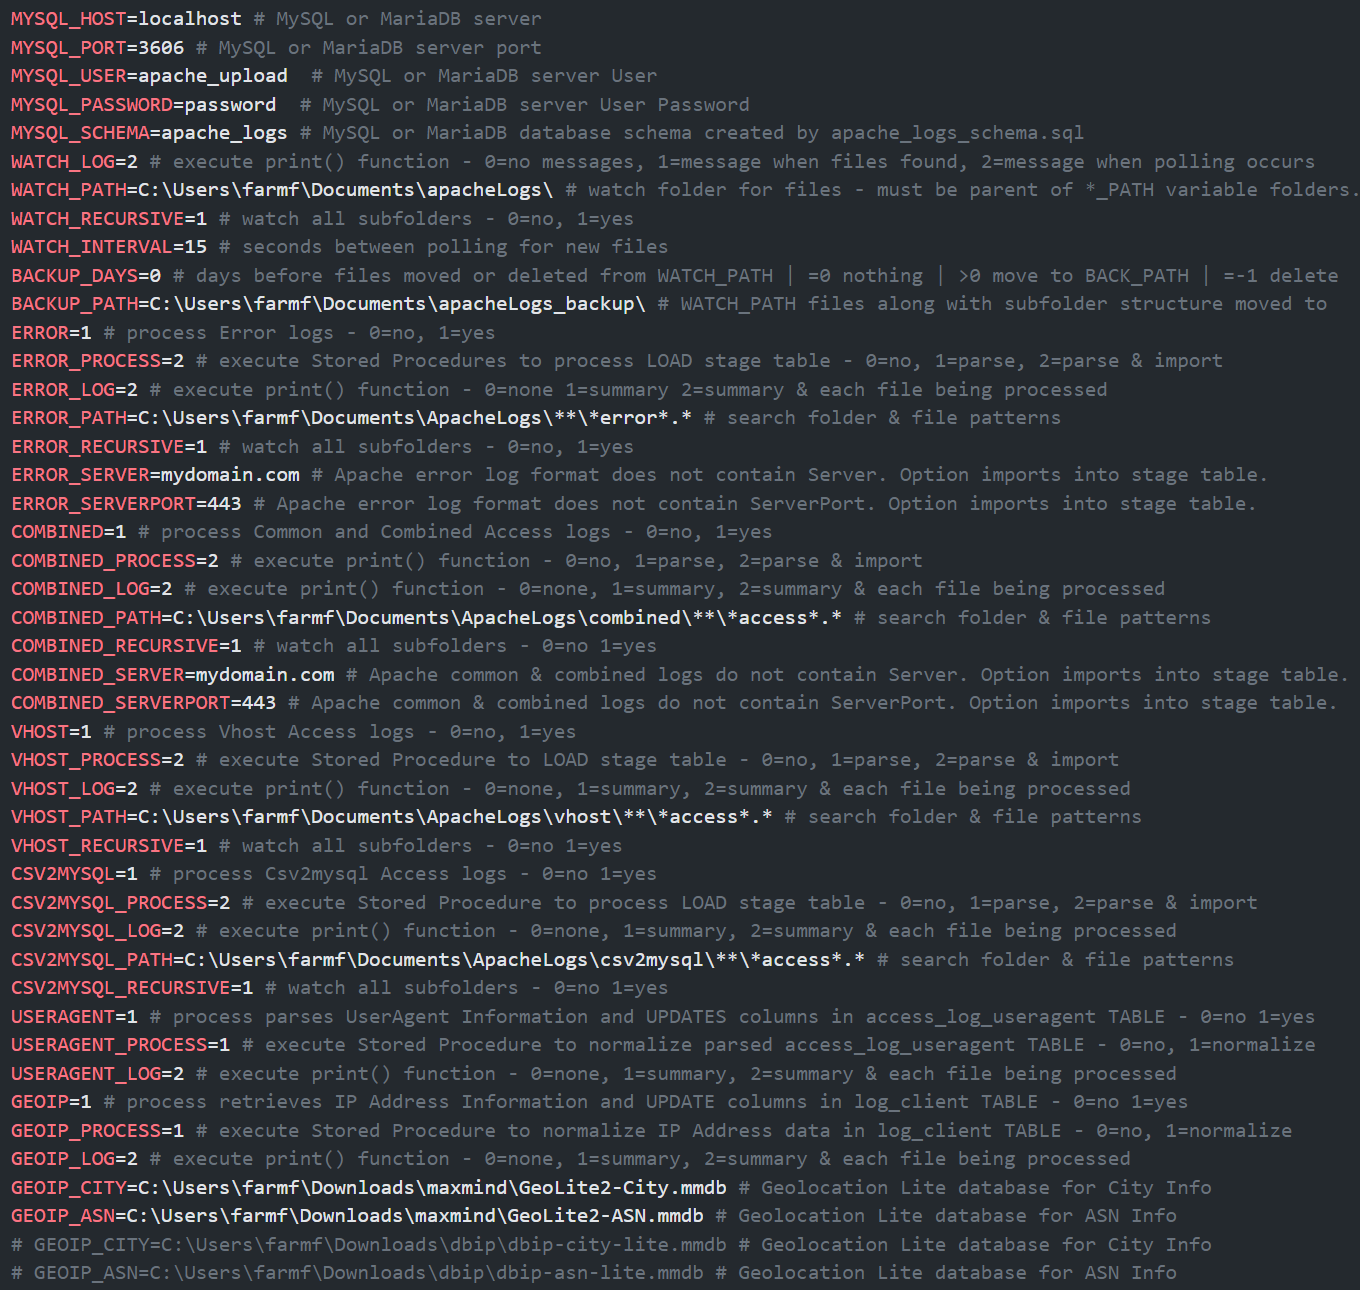 MYSQL_HOST=localhost # MySQL or MariaDB server
MYSQL_PORT=3606 # MySQL or MariaDB server port
MYSQL_USER=apache_upload  # MySQL or MariaDB server User
MYSQL_PASSWORD=password  # MySQL or MariaDB server User Password
MYSQL_SCHEMA=apache_logs # MySQL or MariaDB database schema created by apache_logs_schema.sql
WATCH_LOG=2 # execute print() function - 0=no messages, 1=message when files found, 2=message when polling occurs
WATCH_PATH=C:\Users\farmf\Documents\apacheLogs\ # watch folder for files - must be parent of *_PATH variable folders.
WATCH_RECURSIVE=1 # watch all subfolders - 0=no, 1=yes
WATCH_INTERVAL=15 # seconds between polling for new files
BACKUP_DAYS=0 # days before files moved or deleted from WATCH_PATH | =0 nothing | >0 move to BACK_PATH | =-1 delete
BACKUP_PATH=C:\Users\farmf\Documents\apacheLogs_backup\ # WATCH_PATH files along with subfolder structure moved to
ERROR=1 # process Error logs - 0=no, 1=yes
ERROR_PROCESS=2 # execute Stored Procedures to process LOAD stage table - 0=no, 1=parse, 2=parse & import
ERROR_LOG=2 # execute print() function - 0=none 1=summary 2=summary & each file being processed
ERROR_PATH=C:\Users\farmf\Documents\ApacheLogs\**\*error*.* # search folder & file patterns
ERROR_RECURSIVE=1 # watch all subfolders - 0=no, 1=yes
ERROR_SERVER=mydomain.com # Apache error log format does not contain Server. Option imports into stage table.
ERROR_SERVERPORT=443 # Apache error log format does not contain ServerPort. Option imports into stage table.
COMBINED=1 # process Common and Combined Access logs - 0=no, 1=yes
COMBINED_PROCESS=2 # execute print() function - 0=no, 1=parse, 2=parse & import
COMBINED_LOG=2 # execute print() function - 0=none, 1=summary, 2=summary & each file being processed
COMBINED_PATH=C:\Users\farmf\Documents\ApacheLogs\combined\**\*access*.* # search folder & file patterns
COMBINED_RECURSIVE=1 # watch all subfolders - 0=no 1=yes
COMBINED_SERVER=mydomain.com # Apache common & combined logs do not contain Server. Option imports into stage table.
COMBINED_SERVERPORT=443 # Apache common & combined logs do not contain ServerPort. Option imports into stage table.
VHOST=1 # process Vhost Access logs - 0=no, 1=yes
VHOST_PROCESS=2 # execute Stored Procedure to LOAD stage table - 0=no, 1=parse, 2=parse & import
VHOST_LOG=2 # execute print() function - 0=none, 1=summary, 2=summary & each file being processed
VHOST_PATH=C:\Users\farmf\Documents\ApacheLogs\vhost\**\*access*.* # search folder & file patterns
VHOST_RECURSIVE=1 # watch all subfolders - 0=no 1=yes
CSV2MYSQL=1 # process Csv2mysql Access logs - 0=no 1=yes
CSV2MYSQL_PROCESS=2 # execute Stored Procedure to process LOAD stage table - 0=no, 1=parse, 2=parse & import
CSV2MYSQL_LOG=2 # execute print() function - 0=none, 1=summary, 2=summary & each file being processed
CSV2MYSQL_PATH=C:\Users\farmf\Documents\ApacheLogs\csv2mysql\**\*access*.* # search folder & file patterns
CSV2MYSQL_RECURSIVE=1 # watch all subfolders - 0=no 1=yes
USERAGENT=1 # process parses UserAgent Information and UPDATES columns in access_log_useragent TABLE - 0=no 1=yes
USERAGENT_PROCESS=1 # execute Stored Procedure to normalize parsed access_log_useragent TABLE - 0=no, 1=normalize
USERAGENT_LOG=2 # execute print() function - 0=none, 1=summary, 2=summary & each file being processed
GEOIP=1 # process retrieves IP Address Information and UPDATE columns in log_client TABLE - 0=no 1=yes
GEOIP_PROCESS=1 # execute Stored Procedure to normalize IP Address data in log_client TABLE - 0=no, 1=normalize
GEOIP_LOG=2 # execute print() function - 0=none, 1=summary, 2=summary & each file being processed
GEOIP_CITY=C:\Users\farmf\Downloads\maxmind\GeoLite2-City.mmdb # Geolocation Lite database for City Info
GEOIP_ASN=C:\Users\farmf\Downloads\maxmind\GeoLite2-ASN.mmdb # Geolocation Lite database for ASN Info
# GEOIP_CITY=C:\Users\farmf\Downloads\dbip\dbip-city-lite.mmdb # Geolocation Lite database for City Info
# GEOIP_ASN=C:\Users\farmf\Downloads\dbip\dbip-asn-lite.mmdb # Geolocation Lite database for ASN Info